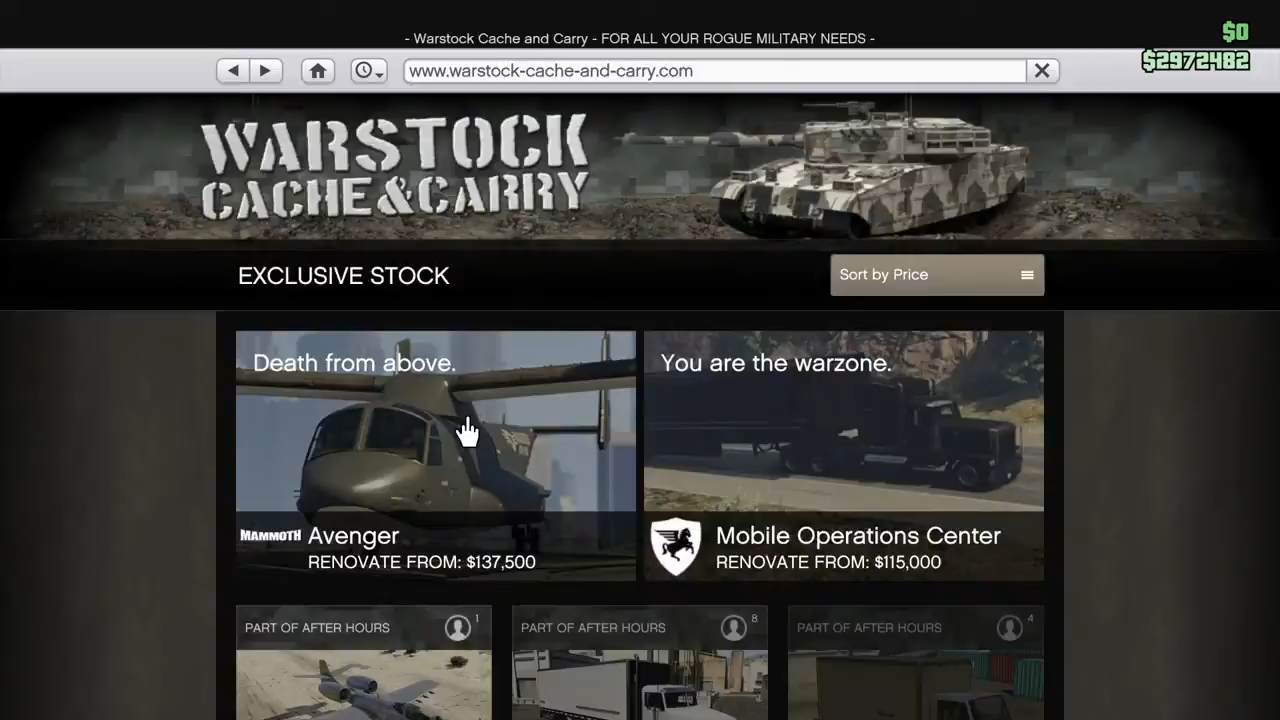 - Warstock Cache and Carry - FOR ALL YOUR ROGUE MILITARY NEEDS -
$0
$2972482
www.warstock-cache-and-carry.com
WARSTOCK
CACHE&CARRY
EXCLUSIVE STOCK
Sort by Price
Death from above.
You are the warzone.
MAMMOTH
Avenger
RENOVATE FROM: $137,500
Mobile Operations Center
RENOVATE FROM: $115,000
PART OF AFTER HOURS
1
PART OF AFTER HOURS
8
PART OF AFTER HOURS
4